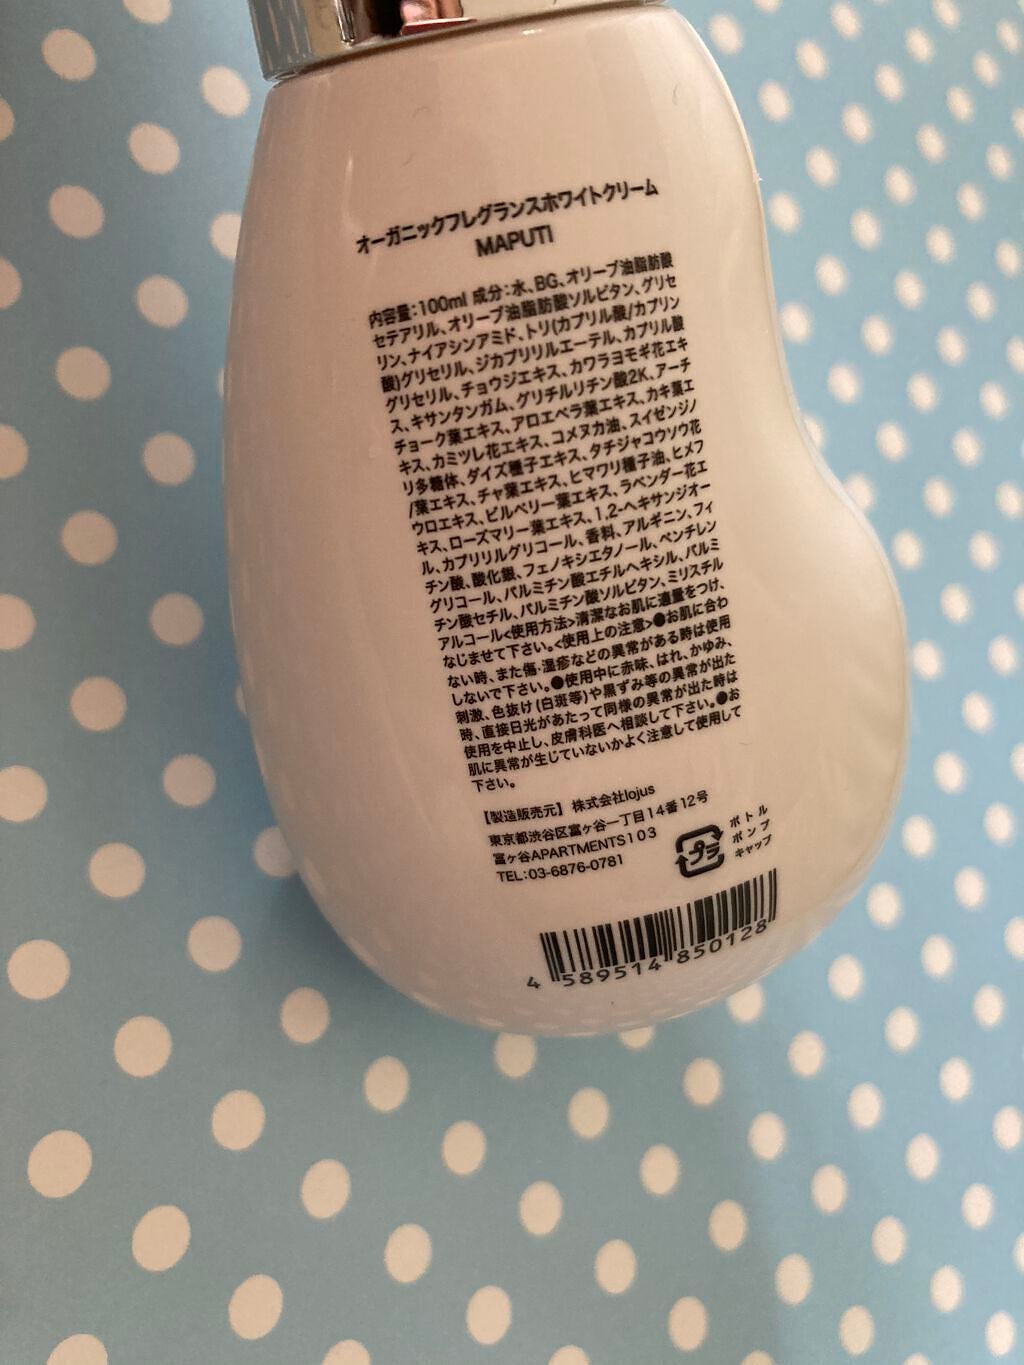 オーガニックフレグランスホワイトクリーム
MAPUTI
内容量:100ml 成分:水、BG、オリーブ油脂肪酸
セテアリル、オリーブ油脂肪酸ソルビタン、グリセ
リン、ナイアシンアミド、トリ(カプリル酸/カプリン
酸)グリセリル、ジカプリリルエーテル、カプリル酸
グリセリル、チョウジエキス、カワラヨモギ花エキ
ス、キサンタンガム、グリチルリチン酸2K、アーチ
チョーク葉エキス、アロエベラ葉エキス、カキ葉エ
キス、カミツレ花エキス、コメヌカ油、スイゼンジノ
リ多糖体、ダイズ種子エキス、タチジャコウソウ花
/葉エキス、チャ葉エキス、ヒマワリ種子油、ヒメフ
ウロエキス、ビルベリー葉エキス、ラベンダー花エ
キス、ローズマリー葉エキス、1,2-ヘキサンジオー
ル、カプリリルグリコール、香料、アルギニン、フィ
チン酸、酸化銀、フェノキシエタノール、ペンチレン
グリコール、パルミチン酸エチルヘキシル、パルミ
チン酸セチル、パルミチン酸ソルビタン、ミリスチル
アルコール<使用方法>清潔なお肌に適量をつけ、
なじませて下さい。<使用上の注意>●お肌に合わ
ない時、また傷・湿疹などの異常がある時は使用
しないで下さい。●使用中に赤味、はれ、かゆみ、
刺激、色抜け(白斑等)や黒ずみ等の異常が出た
時、直接日光があたって同様の異常が出た時は
使用を中止し、皮膚科医へ相談して下さい。●お
肌に異常が生じていないかよく注意して使用して
下さい。
【製造販売元】 株式会社lojus
東京都渋谷区富ヶ谷一丁目14番12号
富ヶ谷APARTMENTS103
TEL:03-6876-0781
プラ
ボトル
ポンプ
キャップ
4 589514 850128